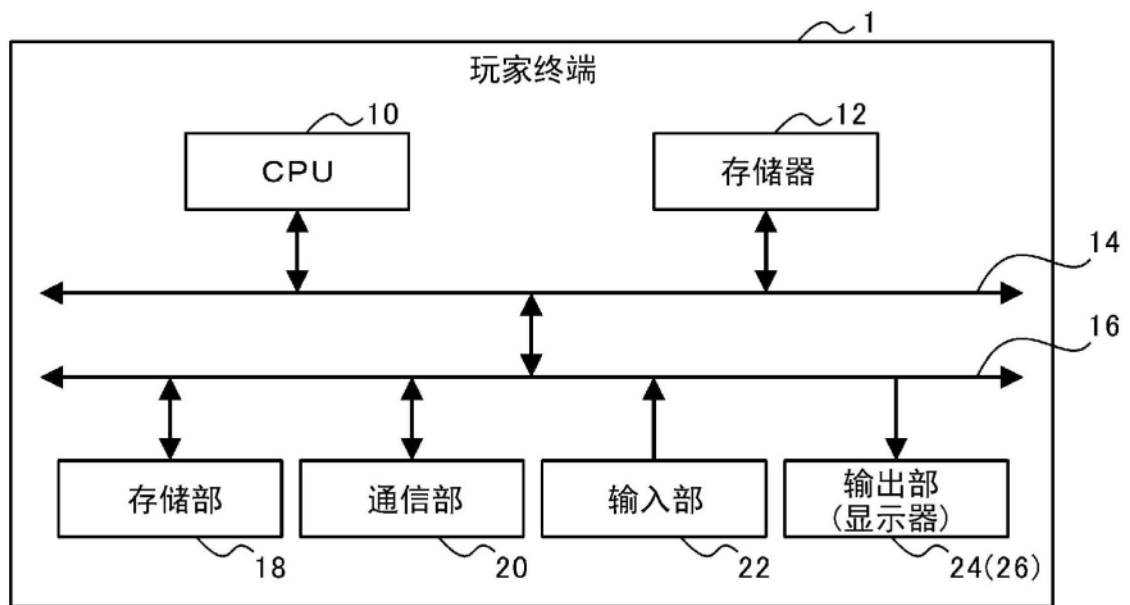 1
玩家终端
10
12
CPU
存储器
14
16
存储部
通信部
输入部
输出部
(显示器)
18
20
22
24(26)